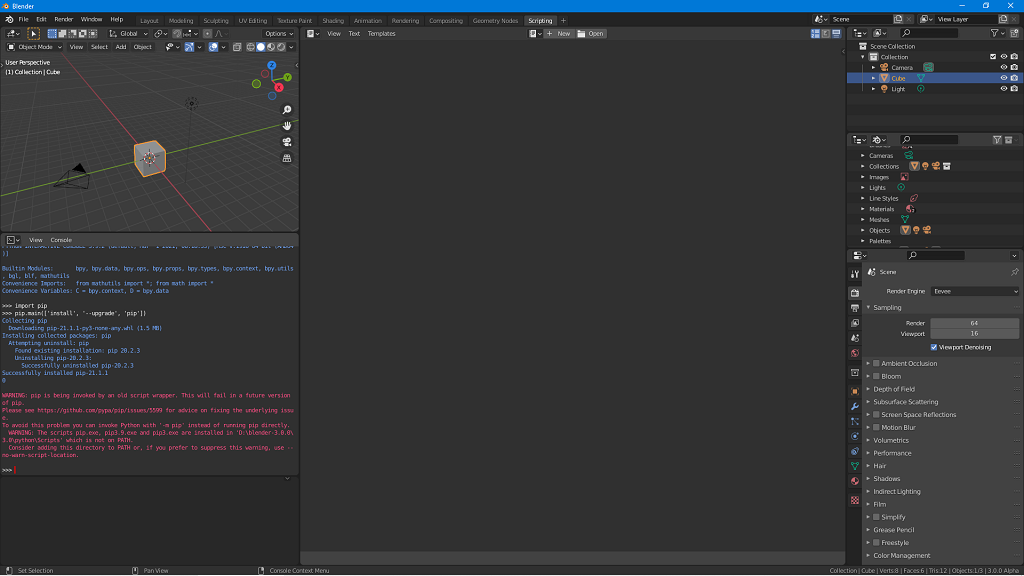 Blender
File Edit Render Window Help
Layout Modeling Sculpting UV Editing Texture Paint Shading Animation Rendering Compositing Geometry Nodes Scripting +
Scene
View Layer
Global
Options
Object Mode View Select Add Object
User Perspective
(1) Collection | Cube
Z
Y
X
View Text Templates
+ New Open
Scene Collection
Collection
Camera
Cube
Light
Cameras
Collections
Images
Lights
Line Styles
Materials
Meshes
Objects
Palettes
View Console
)]
Builtin Modules: bpy, bpy.data, bpy.ops, bpy.props, bpy.types, bpy.context, bpy.utils
, bgl, blf, mathutils
Convenience Imports: from mathutils import *; from math import *
Convenience Variables: C = bpy.context, D = bpy.data
>>> import pip
>>> pip.main(['install', '--upgrade', 'pip'])
Collecting pip
Downloading pip-21.1.1-py3-none-any.whl (1.5 MB)
Installing collected packages: pip
Attempting uninstall: pip
Found existing installation: pip 20.2.3
Uninstalling pip-20.2.3:
Successfully uninstalled pip-20.2.3
Successfully installed pip-21.1.1
0
WARNING: pip is being invoked by an old script wrapper. This will fail in a future version
of pip.
Please see https://github.com/pypa/pip/issues/5599 for advice on fixing the underlying issu
e.
To avoid this problem you can invoke Python with '-m pip' instead of running pip directly.
WARNING: The scripts pip.exe, pip3.9.exe and pip3.exe are installed in 'D:\blender-3.0.0\
3.0\python\Scripts' which is not on PATH.
Consider adding this directory to PATH or, if you prefer to suppress this warning, use --
no-warn-script-location.
>>>
Scene
Render Engine Eevee
Sampling
Render 64
Viewport 16
Viewport Denoising
Ambient Occlusion
Bloom
Depth of Field
Subsurface Scattering
Screen Space Reflections
Motion Blur
Volumetrics
Performance
Hair
Shadows
Indirect Lighting
Film
Simplify
Grease Pencil
Freestyle
Color Management
Set Selection
Pan View
Console Context Menu
Collection | Cube | Verts:8 | Faces:6 | Tris:12 | Objects:1/3 | 3.0.0 Alpha